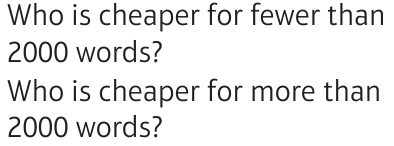 Who is cheaper for fewer than
2000 words?
Who is cheaper for more than
2000 words?